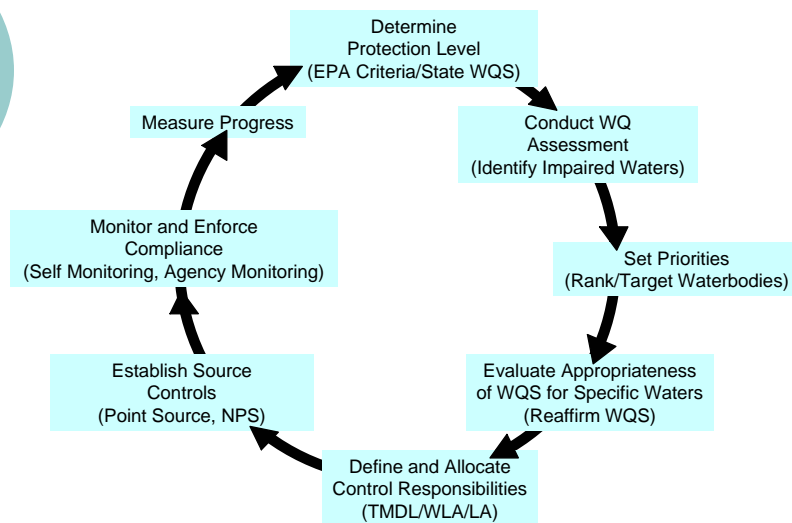 Determine
Protection Level
(EPA Criteria/State WQS)
Conduct WQ
Assessment
(Identify Impaired Waters)
Set Priorities
(Rank/Target Waterbodies)
Evaluate Appropriateness
of WQS for Specific Waters
(Reaffirm WQS)
Define and Allocate
Control Responsibilities
(TMDL/WLA/LA)
Establish Source
Controls
(Point Source, NPS)
Monitor and Enforce
Compliance
(Self Monitoring, Agency Monitoring)
Measure Progress